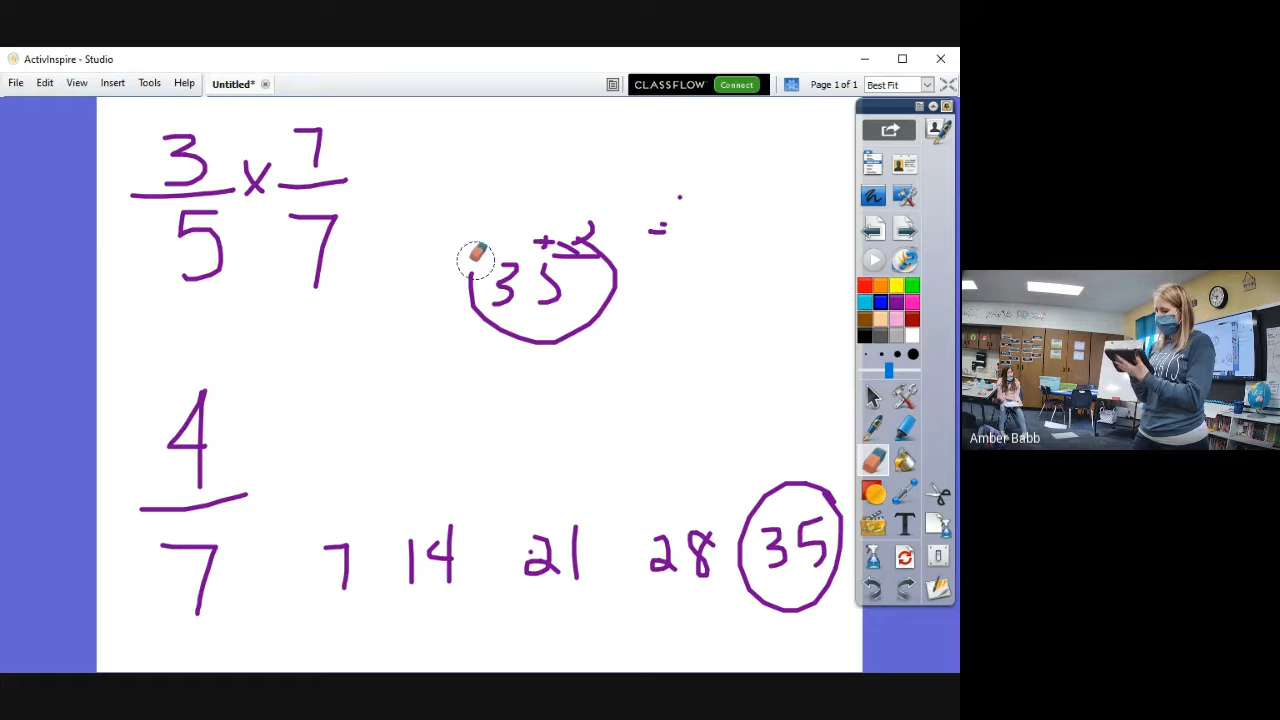 ActivInspire - Studio
File Edit View Insert Tools Help
Untitled*
CLASSFLOW Connect
Page 1 of 1
Best Fit
3/5 x 7/7
=
+
35
4/7
7 14 21 28 35
T
Amber Babb